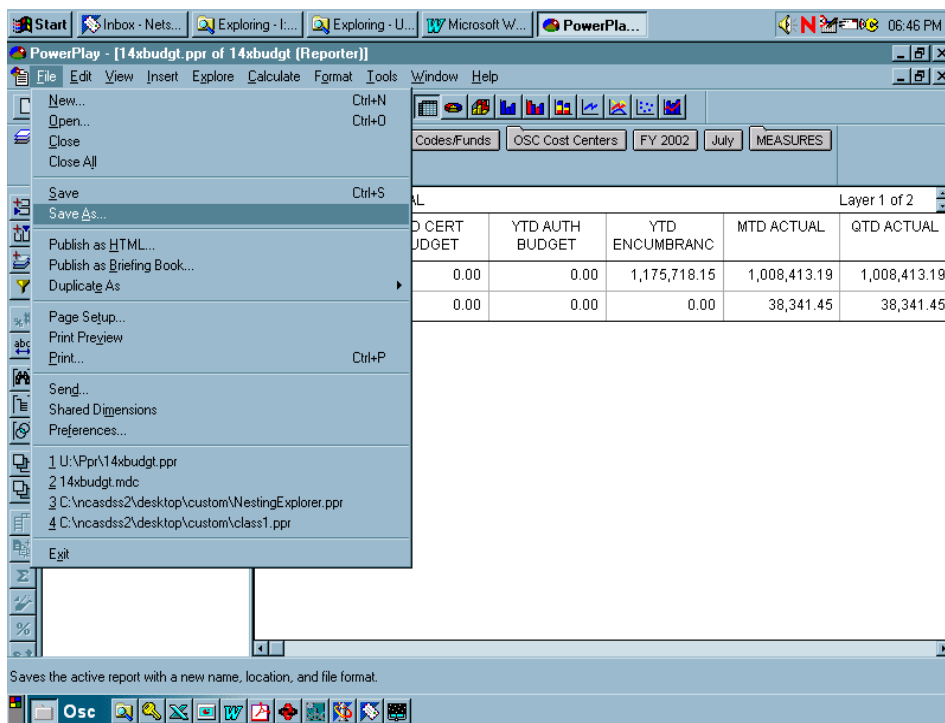 Start Inbox - Nets... Exploring - I:... Exploring - U... Microsoft W... PowerPla... 06:46 PM
PowerPlay - [14xbudgt.ppr of 14xbudgt (Reporter)]
File Edit View Insert Explore Calculate Format Tools Window Help
New... Ctrl+N
Open... Ctrl+O
Close
Close All
Save Ctrl+S
Save As...
Publish as HTML...
Publish as Briefing Book...
Duplicate As
Page Setup...
Print Preview
Print... Ctrl+P
Send...
Shared Dimensions
Preferences...
1 U:\Ppr\14xbudgt.ppr
2 14xbudgt.mdc
3 C:\ncasdss2\desktop\custom\NestingExplorer.ppr
4 C:\ncasdss2\desktop\custom\class1.ppr
Exit
Codes/Funds OSC Cost Centers FY 2002 July MEASURES
AL Layer 1 of 2
D CERT YTD AUTH YTD MTD ACTUAL QTD ACTUAL
UDGET BUDGET ENCUMBRANC
0.00 0.00 1,175,718.15 1,008,413.19 1,008,413.19
0.00 0.00 0.00 38,341.45 38,341.45
abc
%
Saves the active report with a new name, location, and file format.
Osc